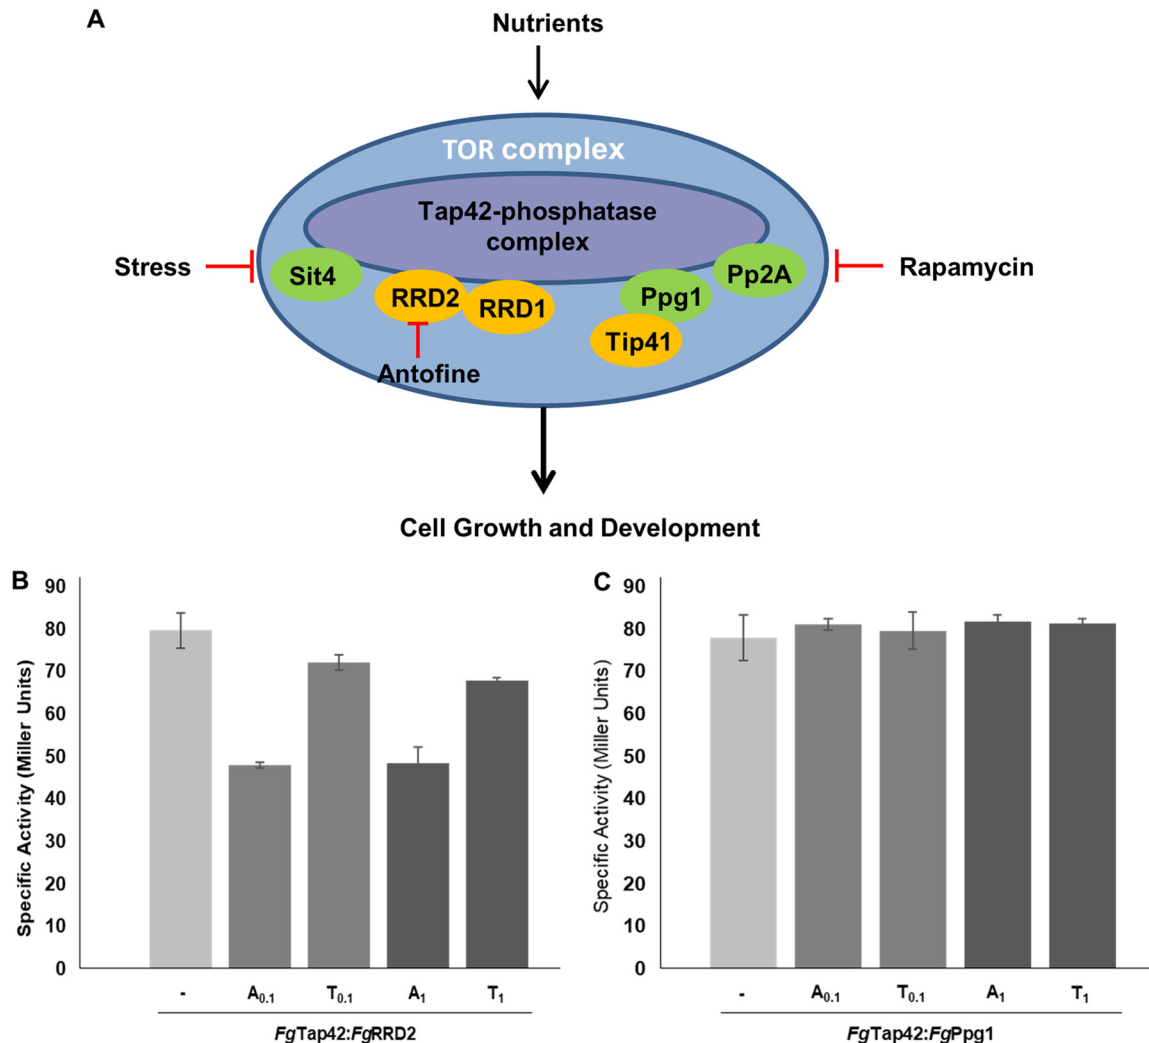 A
Nutrients
TOR complex
Tap42-phosphatase
complex
Stress
Sit4
RRD2
RRD1
Ppg1
Pp2A
Tip41
Antofine
Rapamycin
Cell Growth and Development
B
Specific Activity (Miller Units)
90
80
70
60
50
40
30
20
10
0
- A0.1 T0.1 A1 T1
FgTap42:FgRRD2
C
Specific Activity (Miller Units)
90
80
70
60
50
40
30
20
10
0
- A0.1 T0.1 A1 T1
FgTap42:FgPpg1